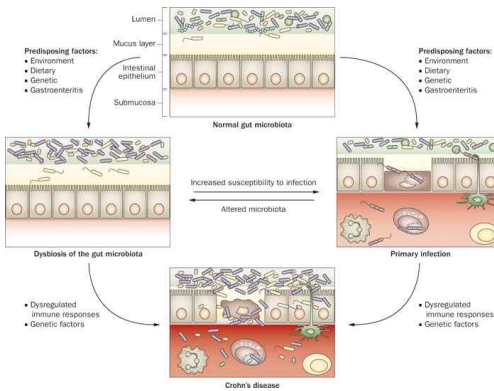 Lumen
Mucus layer
Intestinal
epithelium
Submucosa
Normal gut microbiota
Predisposing factors:
▪ Environment
▪ Dietary
▪ Genetic
▪ Gastroenteritis
Predisposing factors:
▪ Environment
▪ Dietary
▪ Genetic
▪ Gastroenteritis
Increased susceptibility to infection
Altered microbiota
Dysbiosis of the gut microbiota
Primary infection
▪ Dysregulated
immune responses
▪ Genetic factors
▪ Dysregulated
immune responses
▪ Genetic factors
Crohn's disease